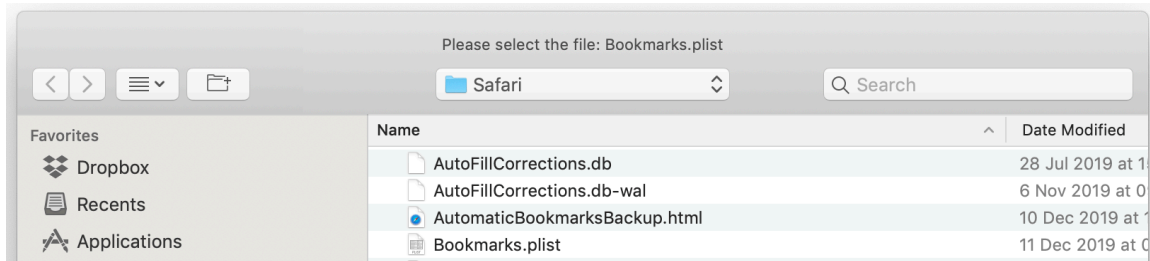 Please select the file: Bookmarks.plist
Safari
Search
Favorites
Name
Date Modified
Dropbox
AutoFillCorrections.db
28 Jul 2019 at
AutoFillCorrections.db-wal
6 Nov 2019 at
Recents
AutomaticBookmarksBackup.html
10 Dec 2019 at
Applications
Bookmarks.plist
11 Dec 2019 at